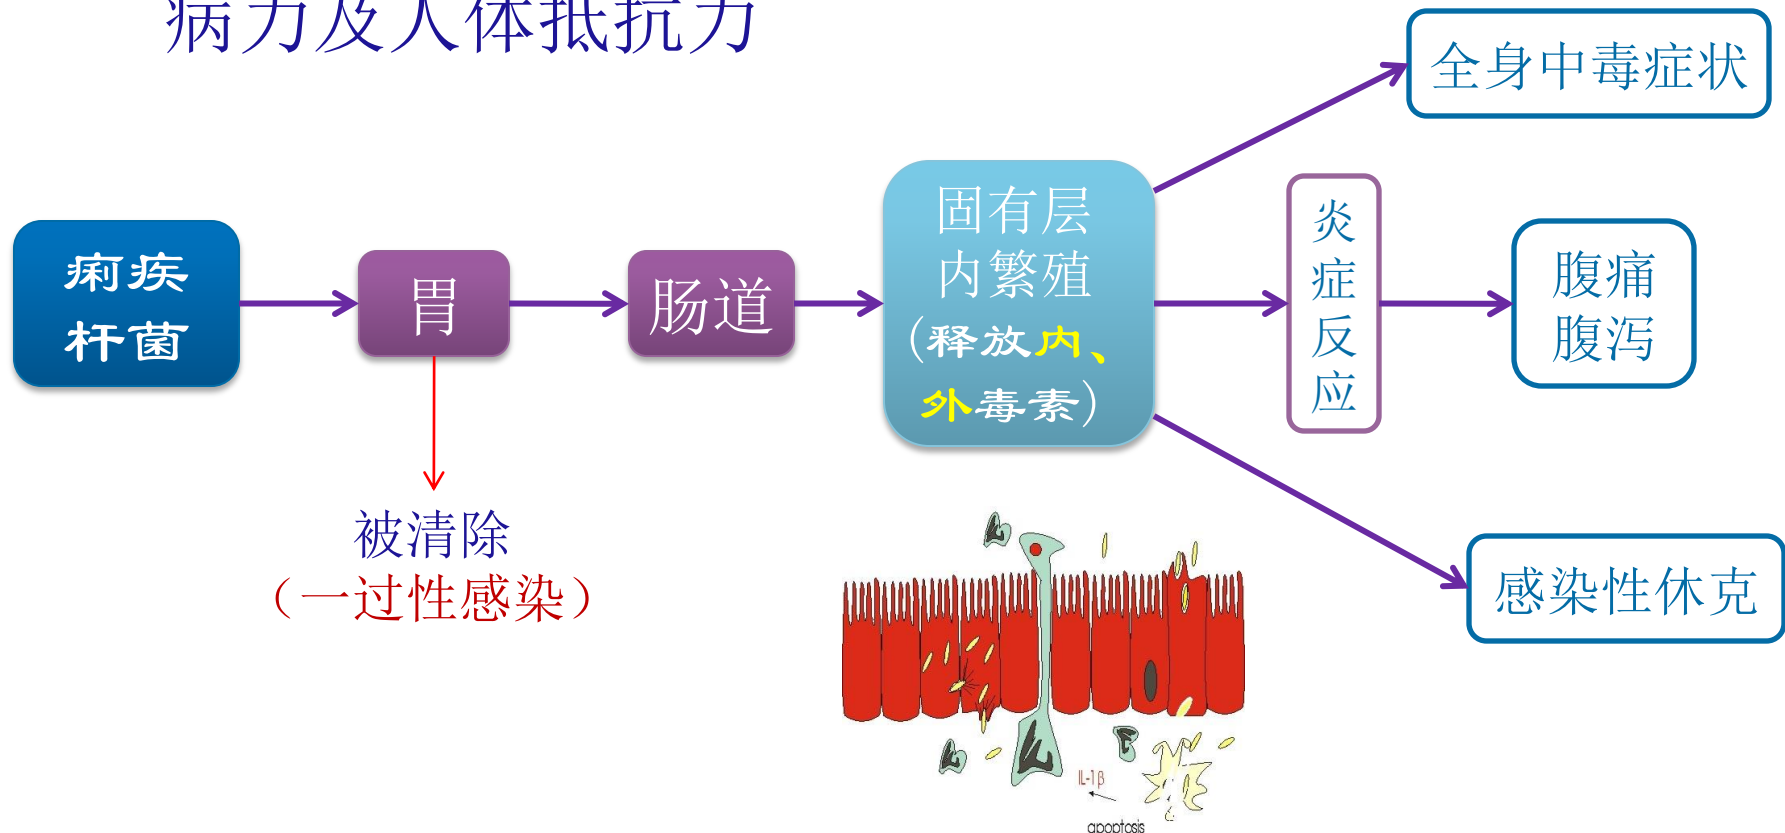 病力及人体抵抗力
全身中毒症状
痢疾
杆菌
胃
肠道
固有层
内繁殖
（释放内、
外毒素）
炎
症
反
应
腹痛
腹泻
被清除
（一过性感染）
感染性休克
IL-1β
apoptosis